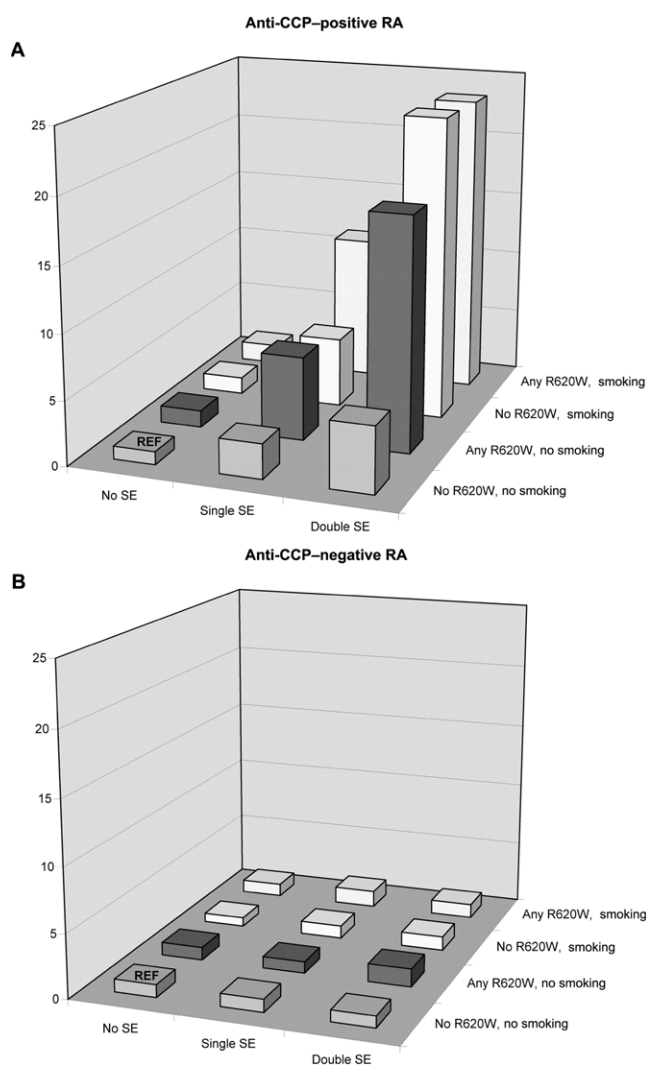 Anti-CCP–positive RA
A
25
20
15
10
5
0
REF
No SE
Single SE
Double SE
Any R620W, smoking
No R620W, smoking
Any R620W, no smoking
No R620W, no smoking
Anti-CCP–negative RA
B
25
20
15
10
5
0
REF
No SE
Single SE
Double SE
Any R620W, smoking
No R620W, smoking
Any R620W, no smoking
No R620W, no smoking